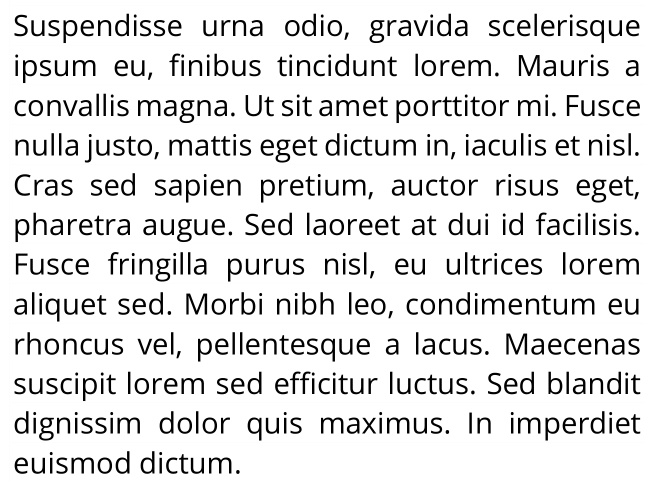 Suspendisse urna odio, gravida scelerisque
ipsum eu, finibus tincidunt lorem. Mauris a
convallis magna. Ut sit amet porttitor mi. Fusce
nulla justo, mattis eget dictum in, iaculis et nisl.
Cras sed sapien pretium, auctor risus eget,
pharetra augue. Sed laoreet at dui id facilisis.
Fusce fringilla purus nisl, eu ultrices lorem
aliquet sed. Morbi nibh leo, condimentum eu
rhoncus vel, pellentesque a lacus. Maecenas
suscipit lorem sed efficitur luctus. Sed blandit
dignissim dolor quis maximus. In imperdiet
euismod dictum.